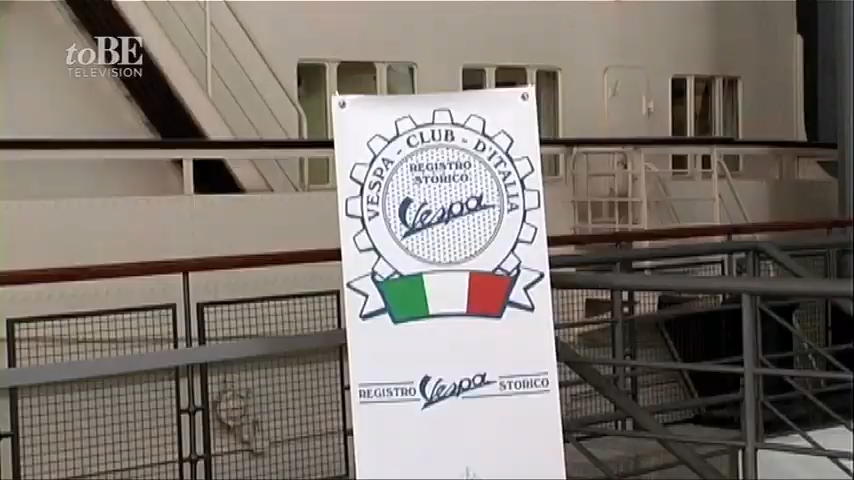 toBE
TELEVISION
VESPA - CLUB - D'ITALIA
REGISTRO
STORICO
Vespa
REGISTRO Vespa STORICO